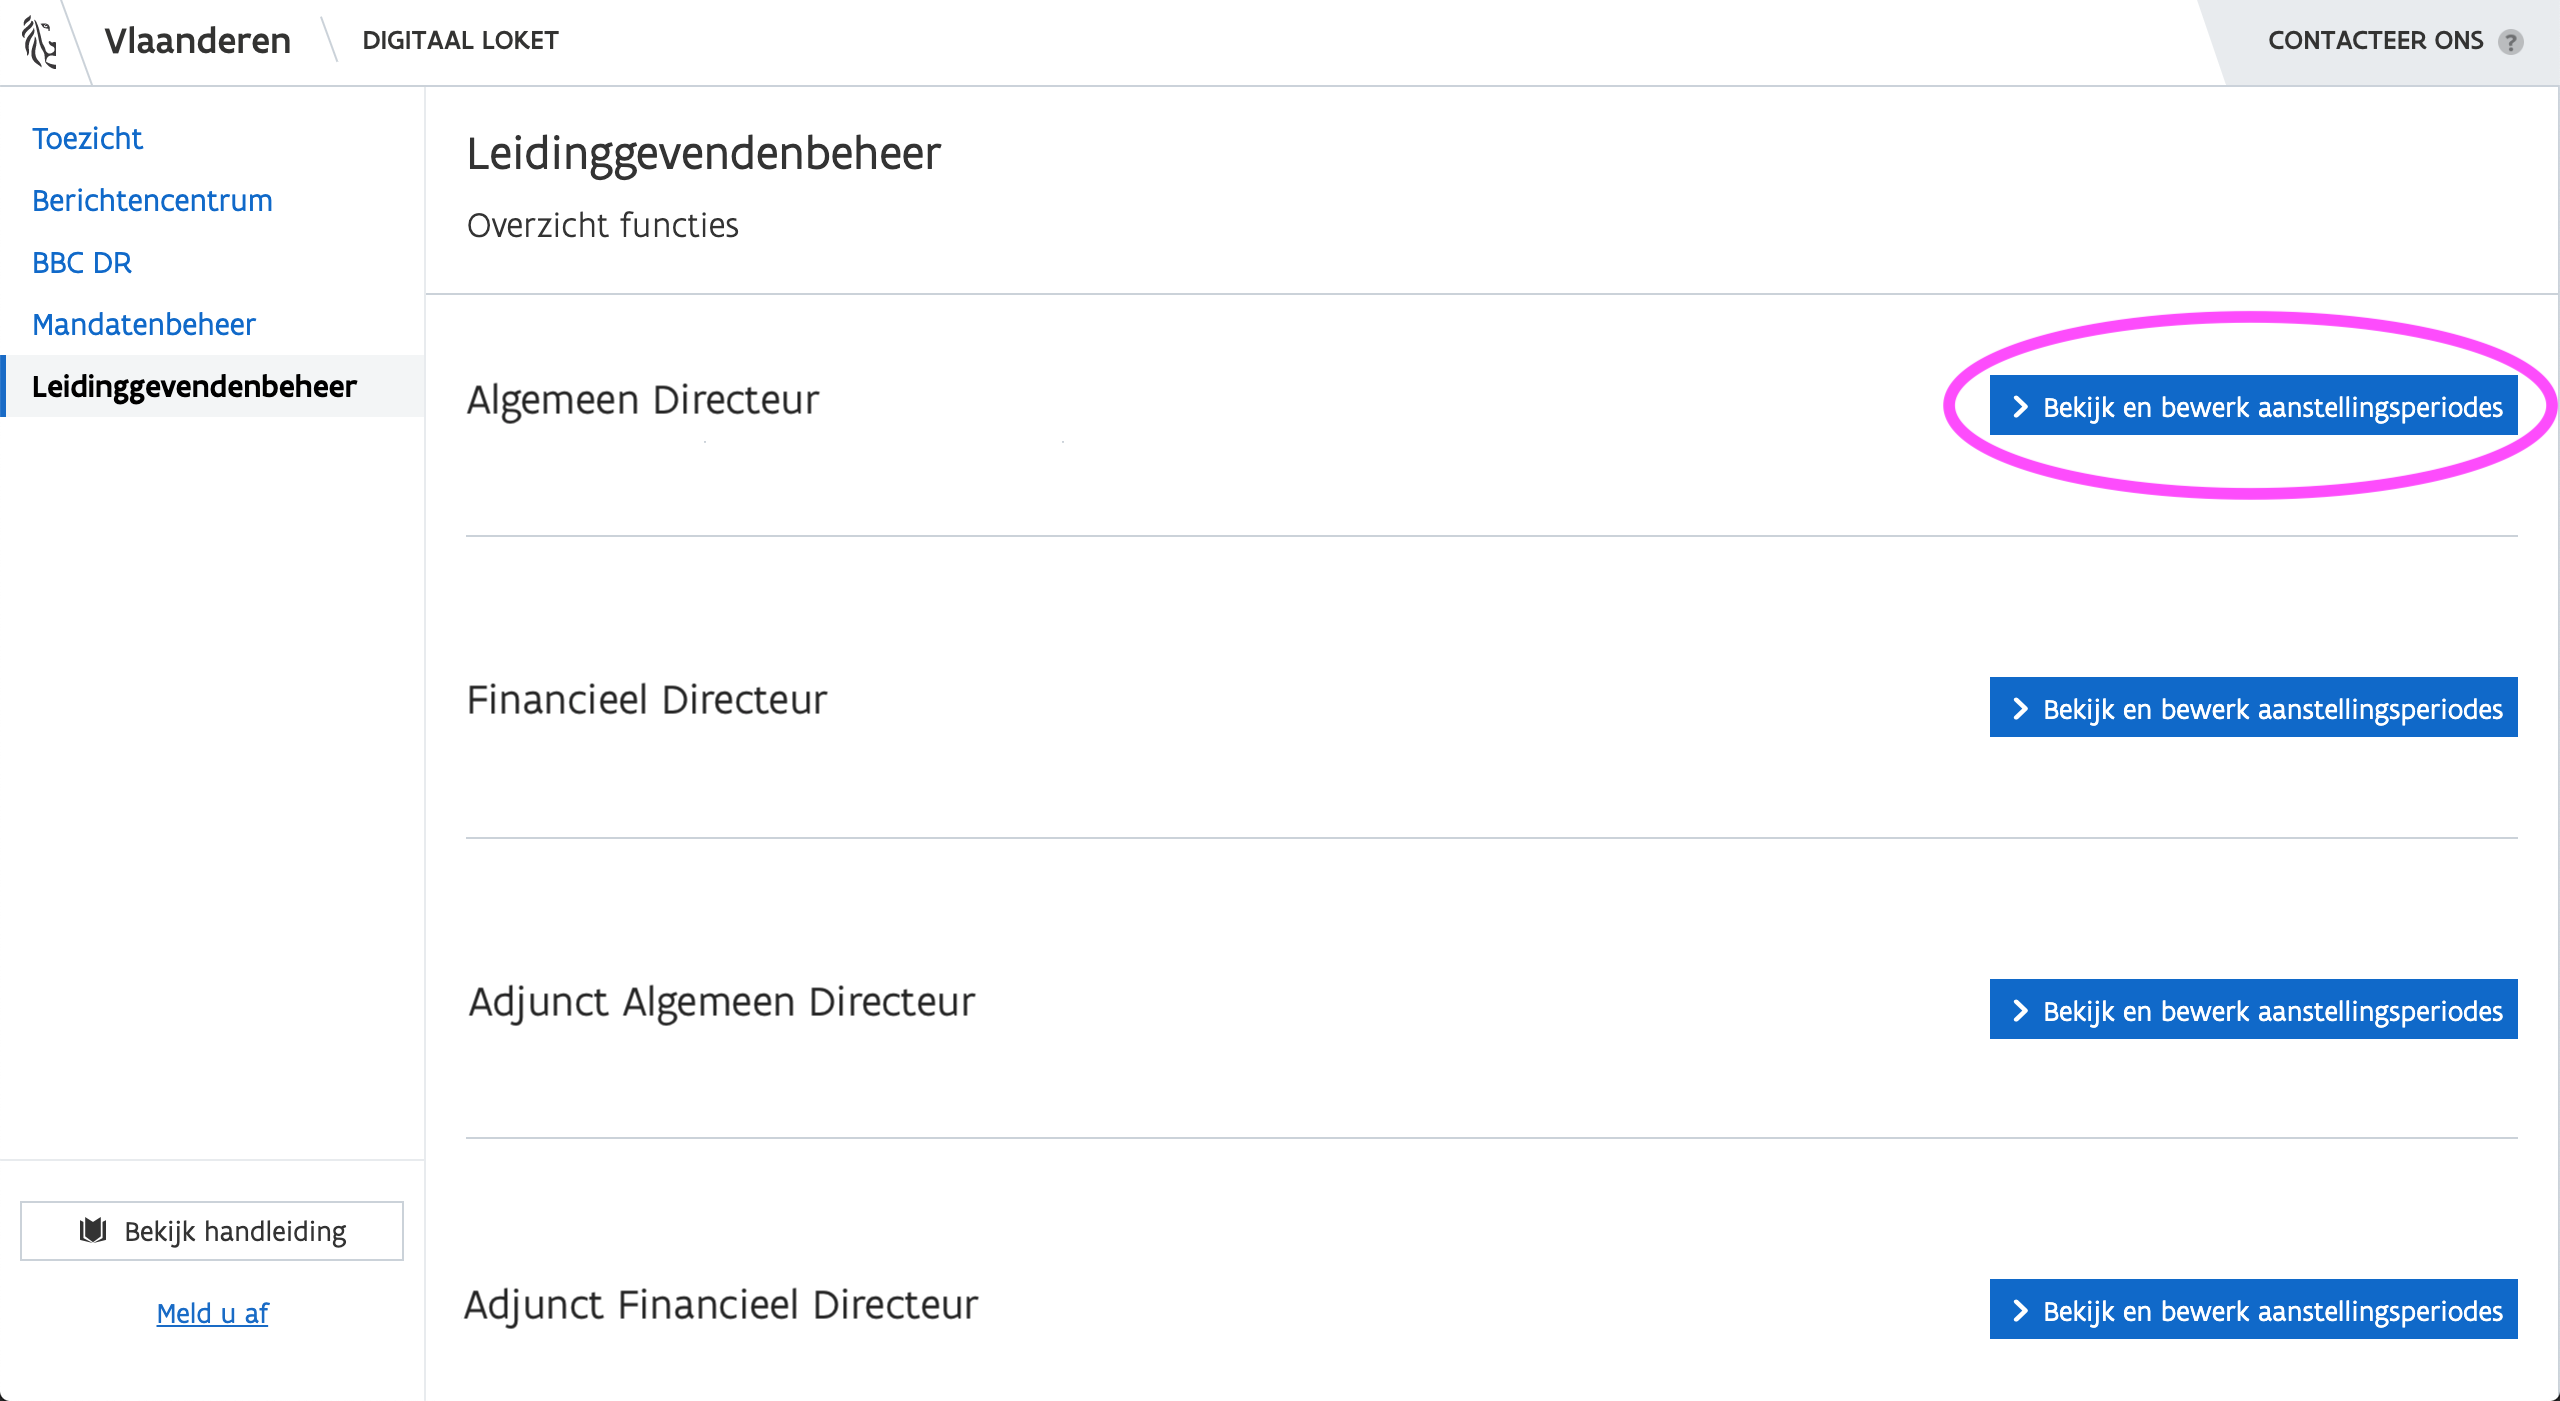 Vlaanderen
DIGITAAL LOKET
CONTACTEER ONS ?
Toezicht
Berichtencentrum
BBC DR
Mandatenbeheer
Leidinggevendenbeheer
Bekijk handleiding
Meld u af
Leidinggevendenbeheer
Overzicht functies
Algemeen Directeur
Bekijk en bewerk aanstellingsperiodes
Financieel Directeur
Bekijk en bewerk aanstellingsperiodes
Adjunct Algemeen Directeur
Bekijk en bewerk aanstellingsperiodes
Adjunct Financieel Directeur
Bekijk en bewerk aanstellingsperiodes